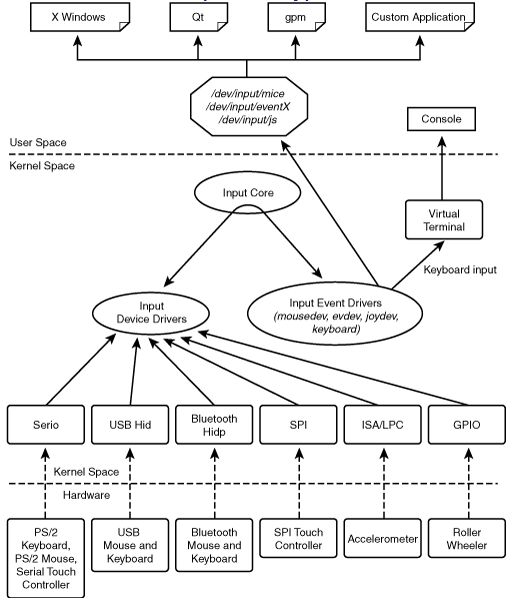 X Windows
Qt
gpm
Custom Application
/dev/input/mice
/dev/input/eventX
/dev/input/js
Console
User Space
Kernel Space
Input Core
Virtual
Terminal
Keyboard input
Input
Device Drivers
Input Event Drivers
(mousedev, evdev, joydev,
keyboard)
Serio
USB Hid
Bluetooth
Hidp
SPI
ISA/LPC
GPIO
Kernel Space
Hardware
PS/2
Keyboard,
PS/2 Mouse,
Serial Touch
Controller
USB
Mouse and
Keyboard
Bluetooth
Mouse and
Keyboard
SPI Touch
Controller
Accelerometer
Roller
Wheeler